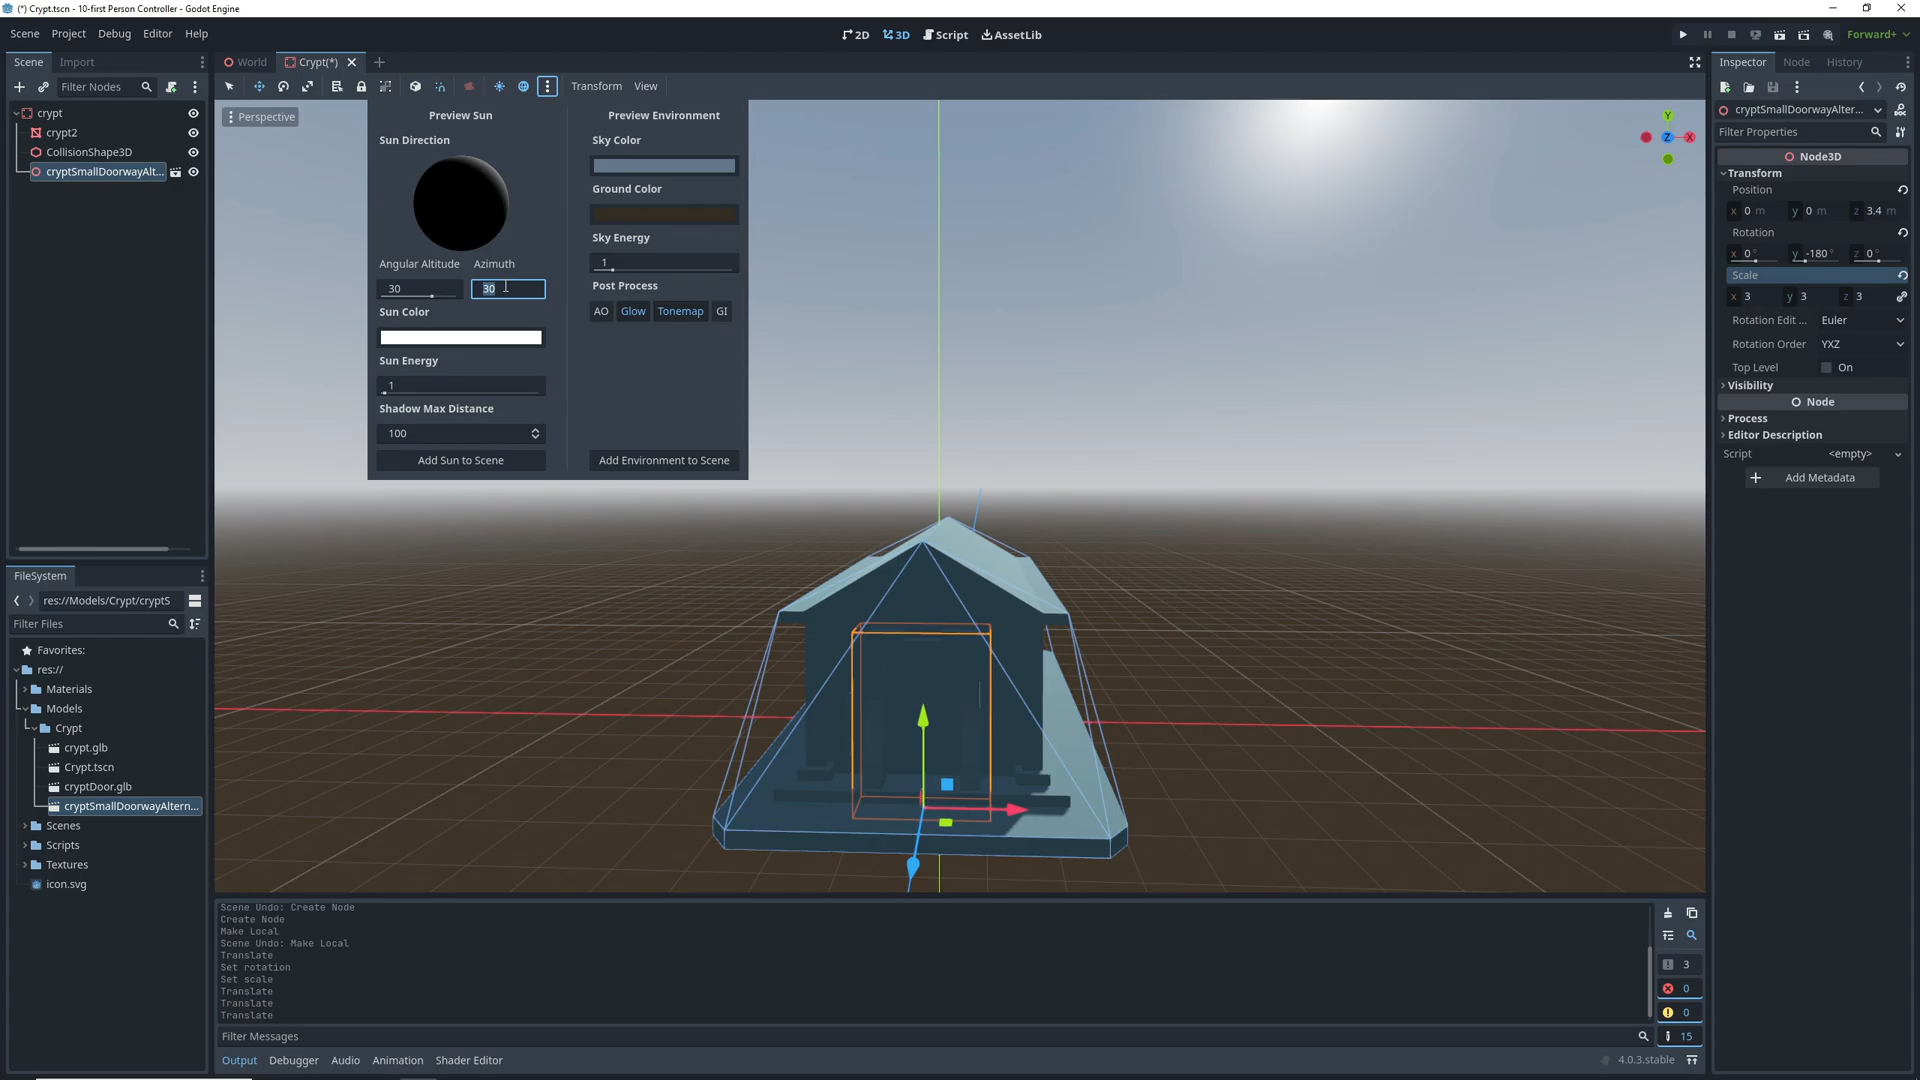 (*) Crypt.tscn - 10-first Person Controller - Godot Engine
Scene Project Debug Editor Help
2D 3D Script AssetLib
Forward+
Scene Import
World Crypt(*)
Inspector Node History
Filter Nodes
Transform View
crypt
crypt2
CollisionShape3D
cryptSmallDoorwayAlt...
Perspective
Preview Sun
Sun Direction
Angular Altitude Azimuth
30 30
Sun Color
Sun Energy
1
Shadow Max Distance
100
Add Sun to Scene
Preview Environment
Sky Color
Ground Color
Sky Energy
1
Post Process
AO Glow Tonemap GI
Add Environment to Scene
Y
Z X
cryptSmallDoorwayAlter...
Filter Properties
Node3D
Transform
Position
x 0 m y 0 m z 3.4 m
Rotation
x 0 ° y -180 ° z 0 °
Scale
x 3 y 3 z 3
Rotation Edit ... Euler
Rotation Order YXZ
Top Level On
Visibility
Node
Process
Editor Description
Script <empty>
Add Metadata
FileSystem
res://Models/Crypt/cryptS
Filter Files
Favorites:
res://
Materials
Models
Crypt
crypt.glb
Crypt.tscn
cryptDoor.glb
cryptSmallDoorwayAltern...
Scenes
Scripts
Textures
icon.svg
Scene Undo: Create Node
Create Node
Make Local
Scene Undo: Make Local
Translate
Set rotation
Set scale
Translate
Translate
Translate
3
0
0
15
Filter Messages
Output Debugger Audio Animation Shader Editor
4.0.3.stable